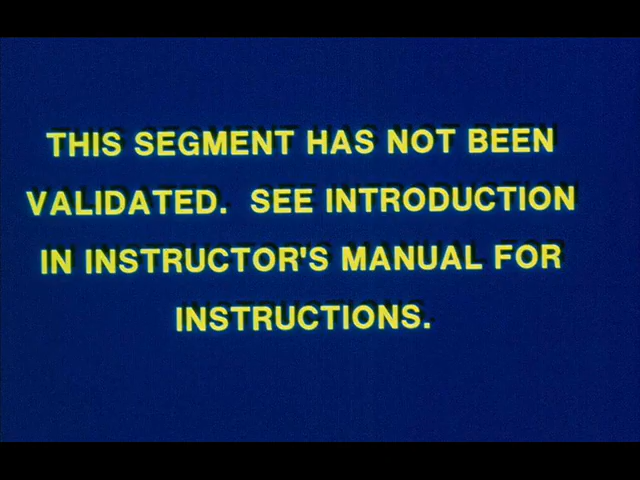 THIS SEGMENT HAS NOT BEEN
VALIDATED. SEE INTRODUCTION
IN INSTRUCTOR'S MANUAL FOR
INSTRUCTIONS.